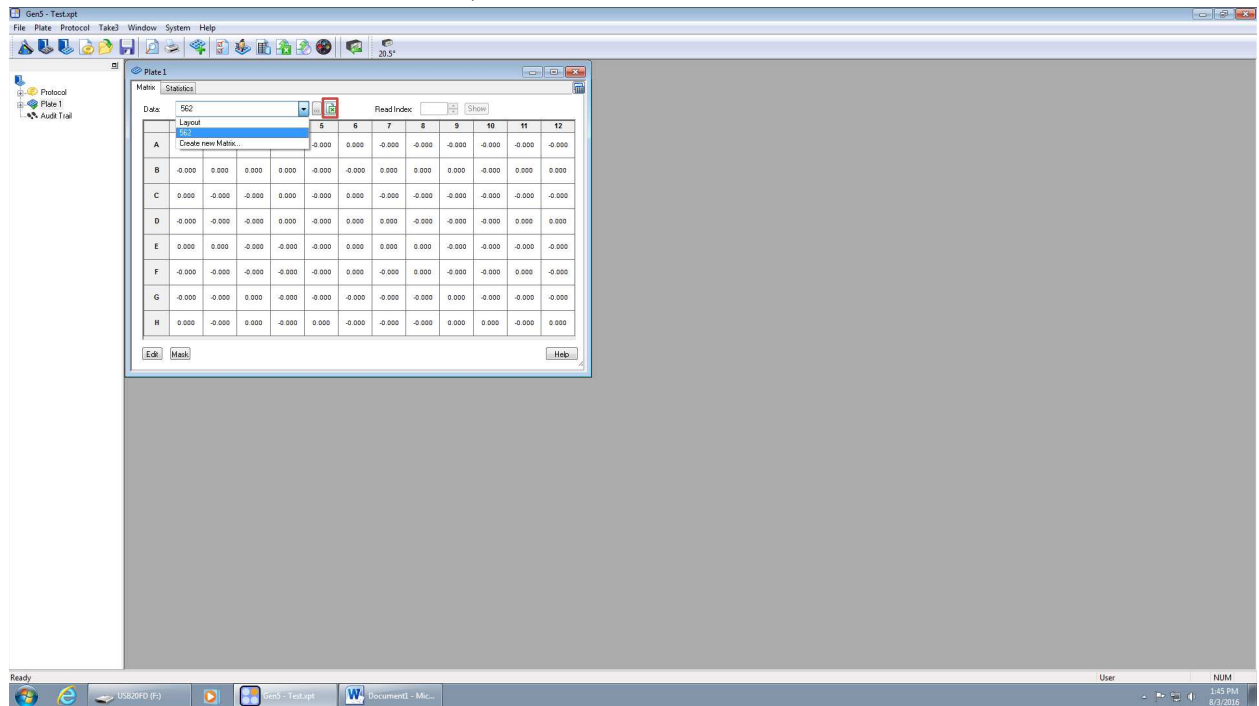 Gen5 - Test.xpt
File Plate Protocol Take3 Window System Help
20.5°
Protocol
Plate 1
Audit Trail
Plate 1
Matrix Statistics
Data: 562 ... Read Index: Show
Layout
562
Create new Matrix...
5 6 7 8 9 10 11 12
A -0.000 0.000 -0.000 -0.000 -0.000 -0.000 -0.000 -0.000
B -0.000 0.000 0.000 0.000 -0.000 -0.000 0.000 0.000 0.000 -0.000 0.000 0.000
C 0.000 -0.000 -0.000 0.000 -0.000 0.000 -0.000 -0.000 -0.000 -0.000 -0.000 -0.000
D -0.000 -0.000 -0.000 0.000 -0.000 0.000 0.000 -0.000 -0.000 -0.000 0.000 0.000
E 0.000 0.000 -0.000 -0.000 -0.000 0.000 0.000 0.000 -0.000 -0.000 -0.000 -0.000
F -0.000 -0.000 -0.000 -0.000 -0.000 0.000 -0.000 0.000 -0.000 -0.000 0.000 -0.000
G -0.000 -0.000 0.000 -0.000 -0.000 -0.000 -0.000 -0.000 0.000 -0.000 -0.000 -0.000
H 0.000 -0.000 0.000 -0.000 0.000 -0.000 -0.000 -0.000 0.000 0.000 -0.000 0.000
Edit Mask Help
Ready User NUM
USB20FD (F:) Gen5 - Test.xpt Document1 - Mic... 1:45 PM
8/3/2016